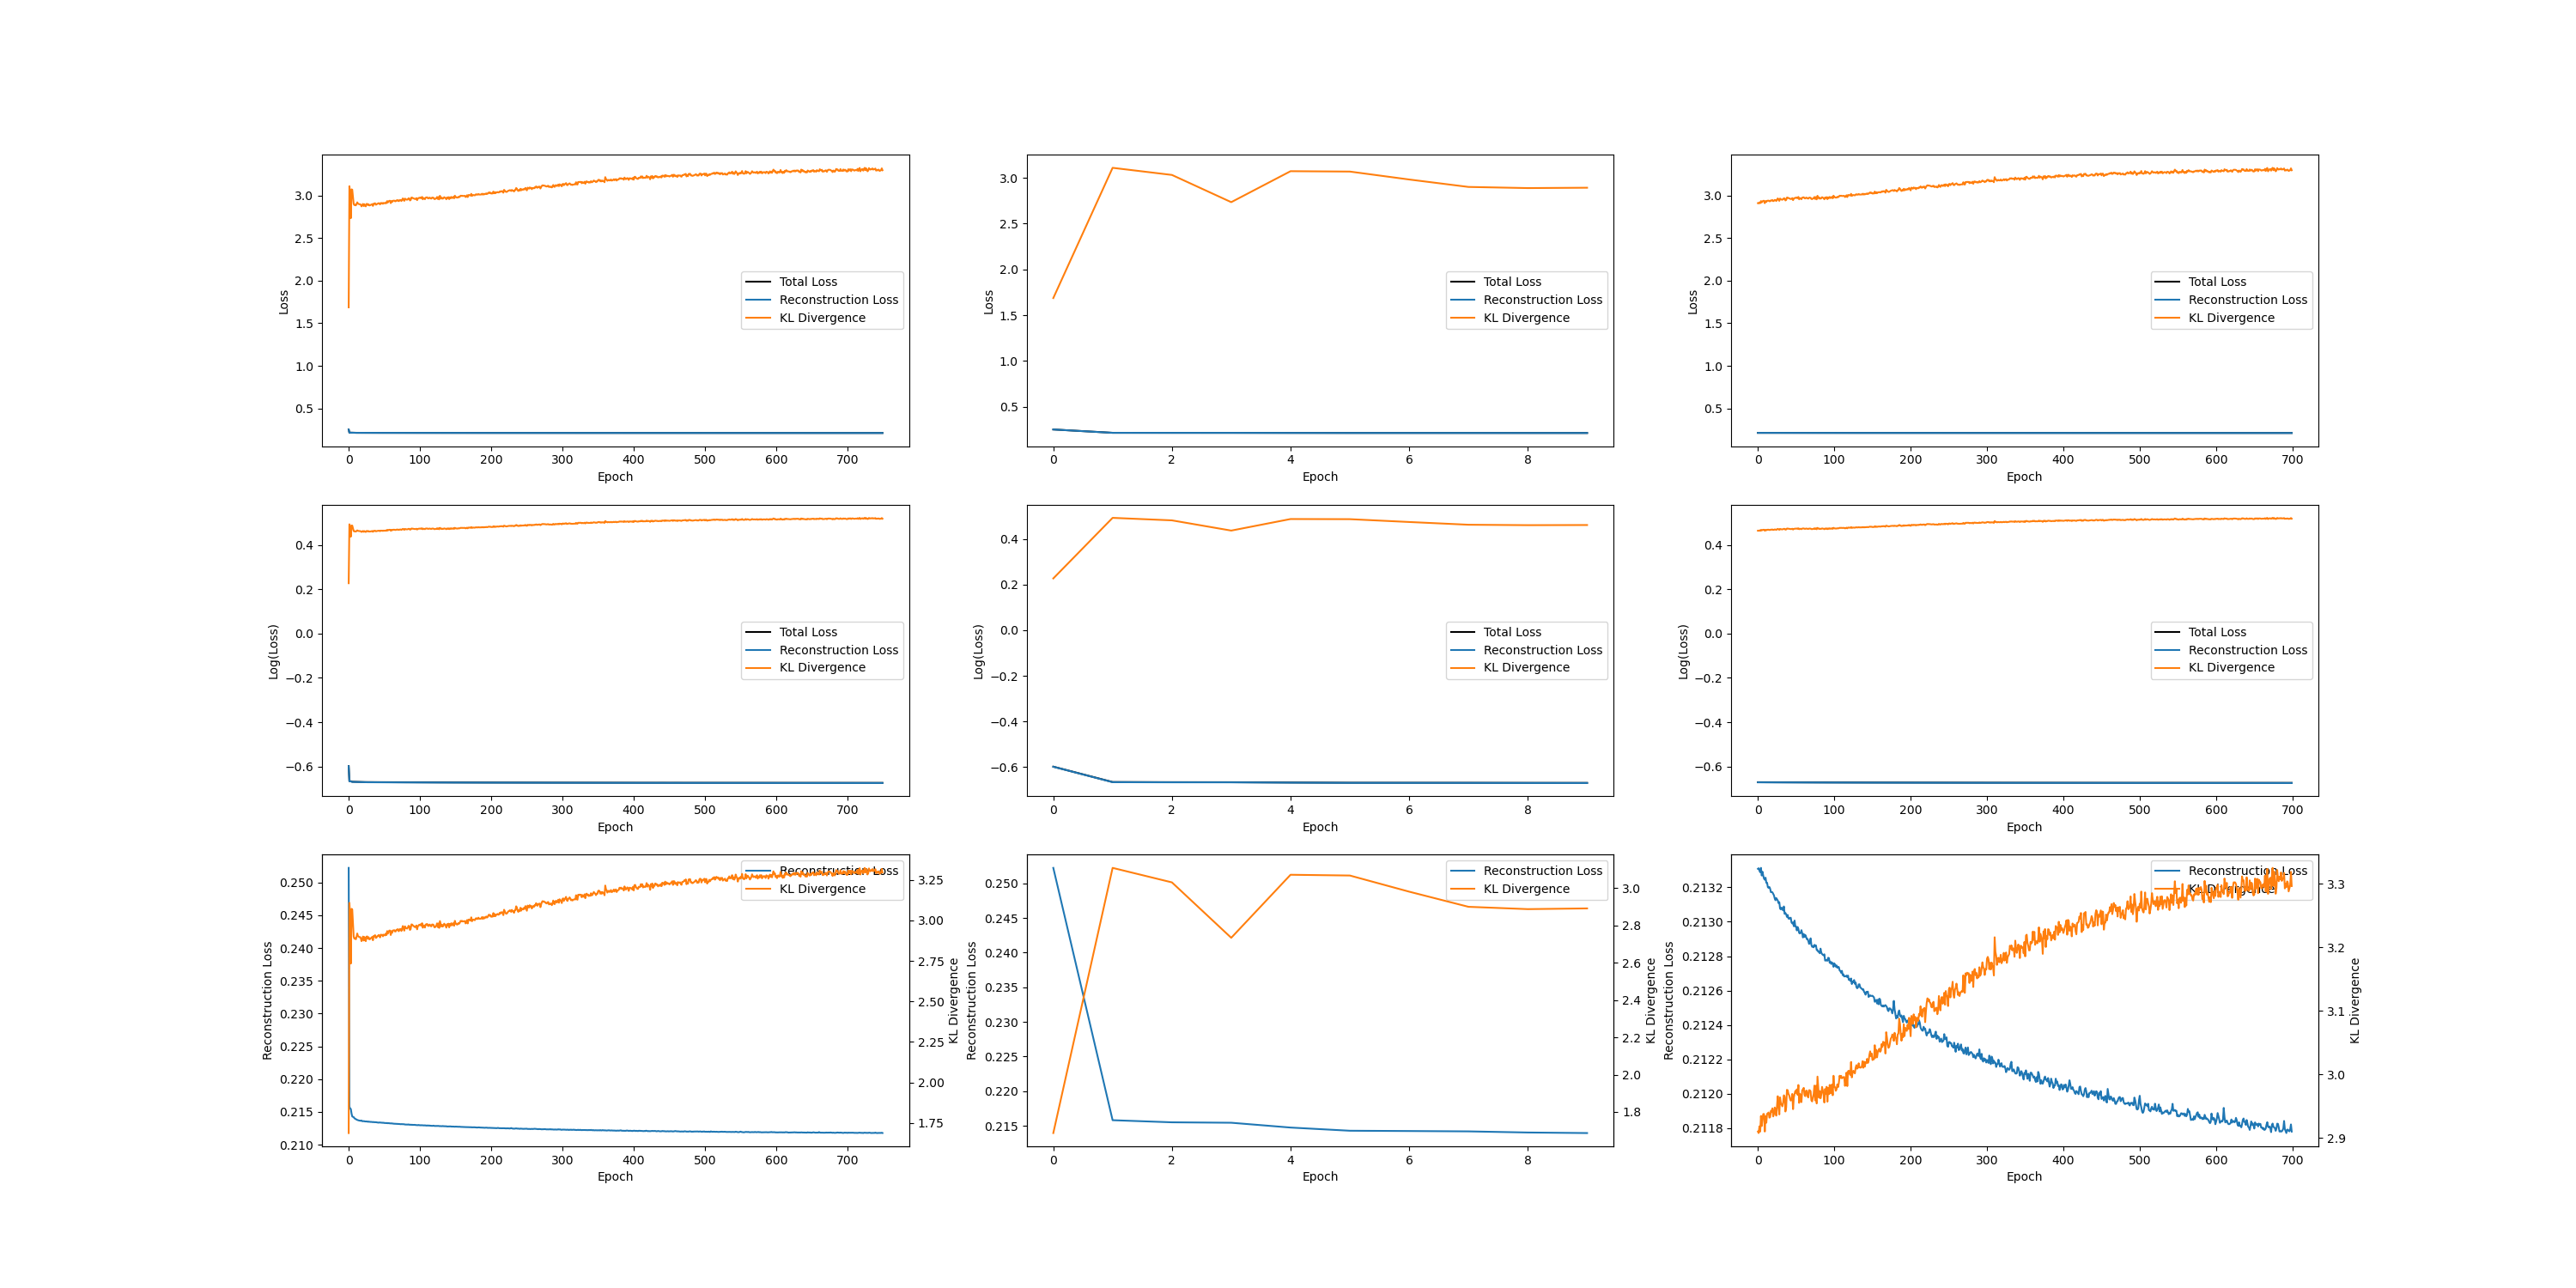 3.0
2.5
2.0
1.5
1.0
0.5
Loss
0 100 200 300 400 500 600 700
Epoch
Total Loss
Reconstruction Loss
KL Divergence
3.0
2.5
2.0
1.5
1.0
0.5
Loss
0 2 4 6 8
Epoch
Total Loss
Reconstruction Loss
KL Divergence
3.0
2.5
2.0
1.5
1.0
0.5
Loss
0 100 200 300 400 500 600 700
Epoch
Total Loss
Reconstruction Loss
KL Divergence
0.4
0.2
0.0
−0.2
−0.4
−0.6
Log(Loss)
0 100 200 300 400 500 600 700
Epoch
Total Loss
Reconstruction Loss
KL Divergence
0.4
0.2
0.0
−0.2
−0.4
−0.6
Log(Loss)
0 2 4 6 8
Epoch
Total Loss
Reconstruction Loss
KL Divergence
0.4
0.2
0.0
−0.2
−0.4
−0.6
Log(Loss)
0 100 200 300 400 500 600 700
Epoch
Total Loss
Reconstruction Loss
KL Divergence
0.250
0.245
0.240
0.235
0.230
0.225
0.220
0.215
0.210
Reconstruction Loss
0 100 200 300 400 500 600 700
Epoch
Reconstruction Loss
KL Divergence
3.25
3.00
2.75
2.50
2.25
2.00
1.75
KL Divergence
0.250
0.245
0.240
0.235
0.230
0.225
0.220
0.215
Reconstruction Loss
0 2 4 6 8
Epoch
Reconstruction Loss
KL Divergence
3.0
2.8
2.6
2.4
2.2
2.0
1.8
KL Divergence
0.2132
0.2130
0.2128
0.2126
0.2124
0.2122
0.2120
0.2118
Reconstruction Loss
0 100 200 300 400 500 600 700
Epoch
Reconstruction Loss
KL Divergence
3.3
3.2
3.1
3.0
2.9
KL Divergence